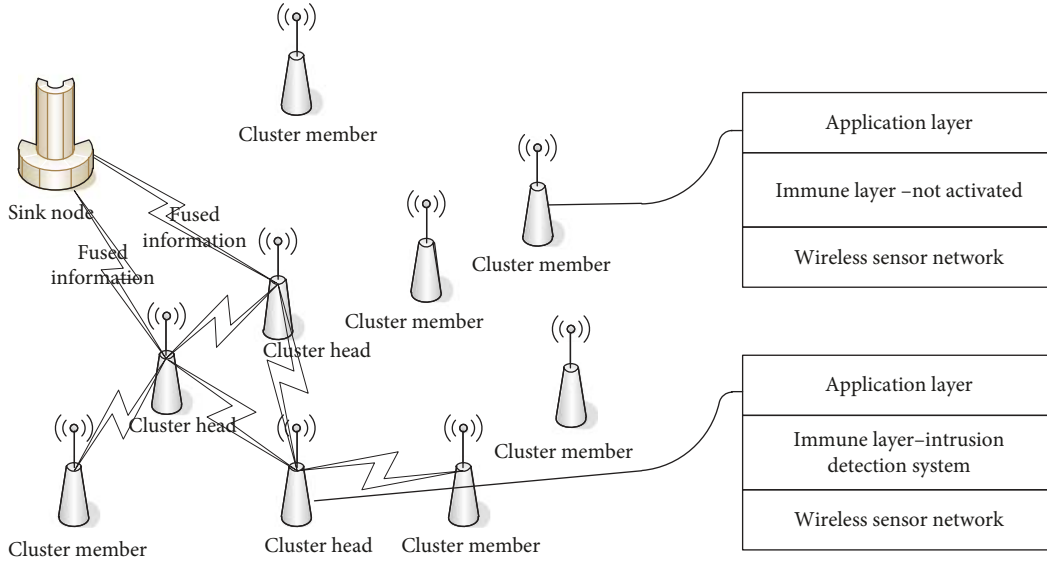 Cluster member
Application layer
Immune layer –not activated
Wireless sensor network
Sink node
Fused
information
Fused
information
Cluster member
Cluster member
Cluster head
Cluster head
Cluster member
Application layer
Immune layer–intrusion
detection system
Wireless sensor network
Cluster member
Cluster head
Cluster member